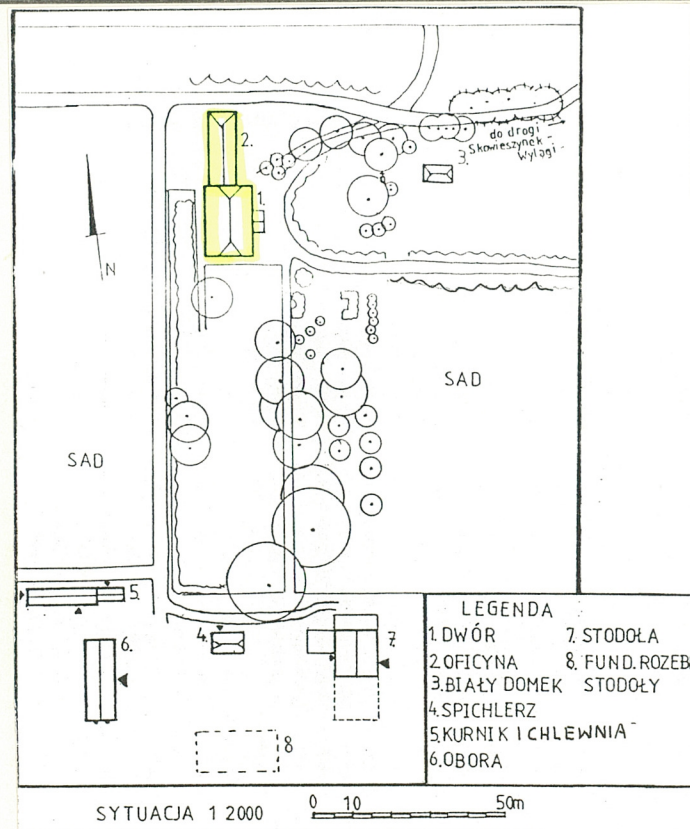 2.
do drogi
Skowieszynek -
Wylągi -
3.
1.
N
SAD
SAD
5.
6.
4.
7.
8
LEGENDA
1. DWÓR
2 OFICYNA
3. BIAŁY DOMEK
4. SPICHLERZ
5, KURNIK I CHLEWNIA
6. OBORA
7. STODOŁA
8. FUND. ROZEB
STODOŁY
SYTUACJA 1 2000
0 10 50m